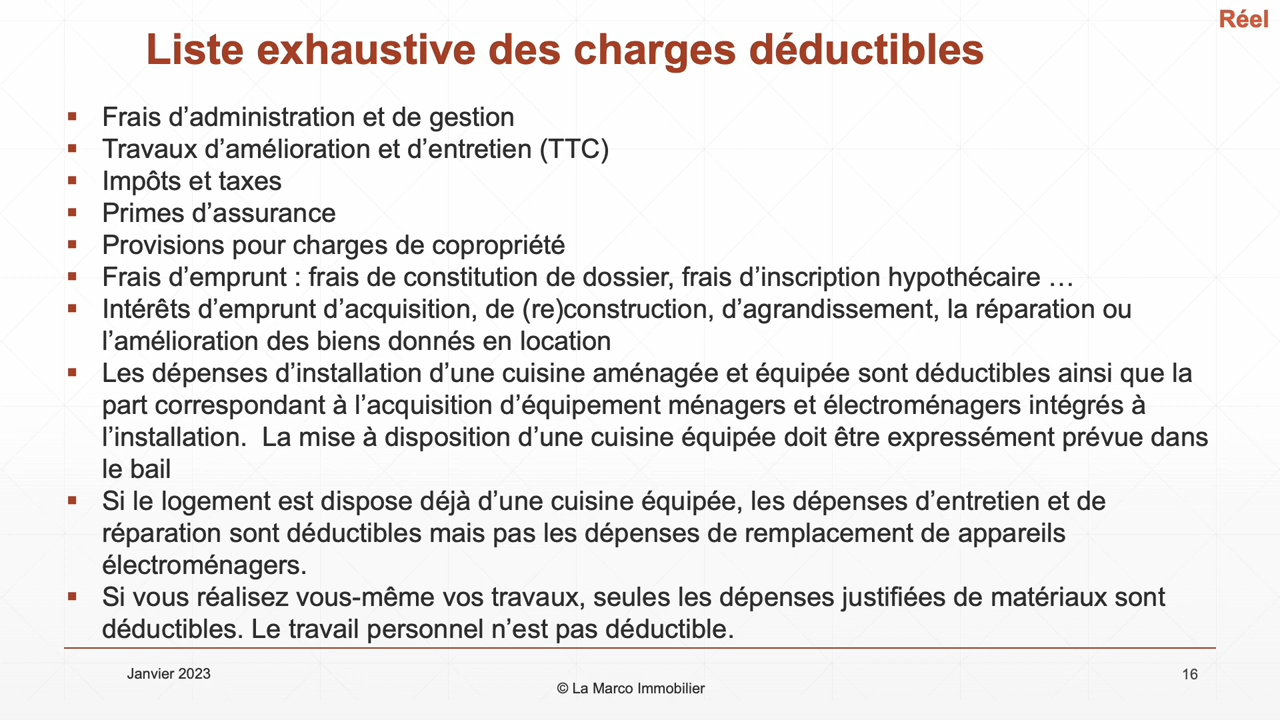 Réel
Liste exhaustive des charges déductibles
▪ Frais d’administration et de gestion
▪ Travaux d’amélioration et d’entretien (TTC)
▪ Impôts et taxes
▪ Primes d’assurance
▪ Provisions pour charges de copropriété
▪ Frais d’emprunt : frais de constitution de dossier, frais d’inscription hypothécaire …
▪ Intérêts d’emprunt d’acquisition, de (re)construction, d’agrandissement, la réparation ou
l’amélioration des biens donnés en location
▪ Les dépenses d’installation d’une cuisine aménagée et équipée sont déductibles ainsi que la
part correspondant à l’acquisition d’équipement ménagers et électroménagers intégrés à
l’installation.  La mise à disposition d’une cuisine équipée doit être expressément prévue dans
le bail
▪ Si le logement est dispose déjà d’une cuisine équipée, les dépenses d’entretien et de
réparation sont déductibles mais pas les dépenses de remplacement de appareils
électroménagers.
▪ Si vous réalisez vous-même vos travaux, seules les dépenses justifiées de matériaux sont
déductibles. Le travail personnel n’est pas déductible.
Janvier 2023
© La Marco Immobilier
16